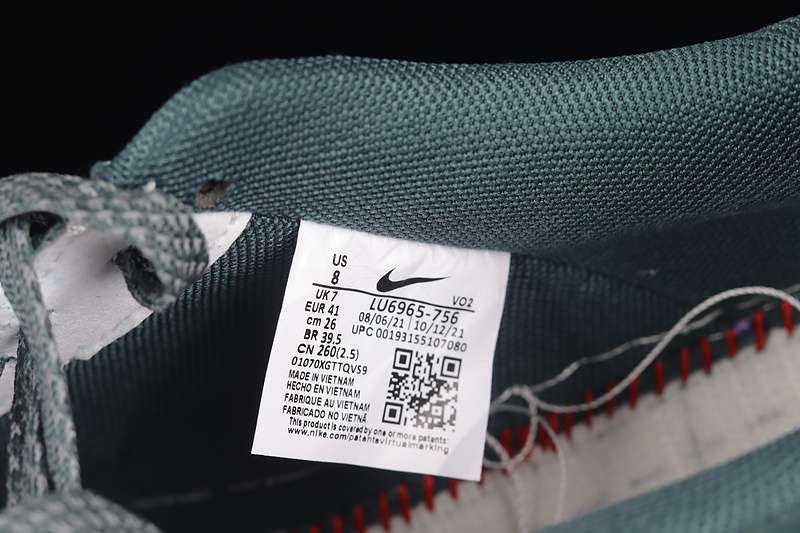 US
8
UK 7
EUR 41
cm 26
BR 39,5
CN 260(2.5)
01070XGTTQVS9
VO2
LU6965-756
08/06/21 | 10/12/21
UPC 00193155107080
MADE IN VIETNAM
HECHO EN VIETNAM
FABRIQUE AU VIETNAM
FABRICADO NO VIETNÃ
This product is covered by one or more patents:
www.nike.com/patentsvirtualmarking